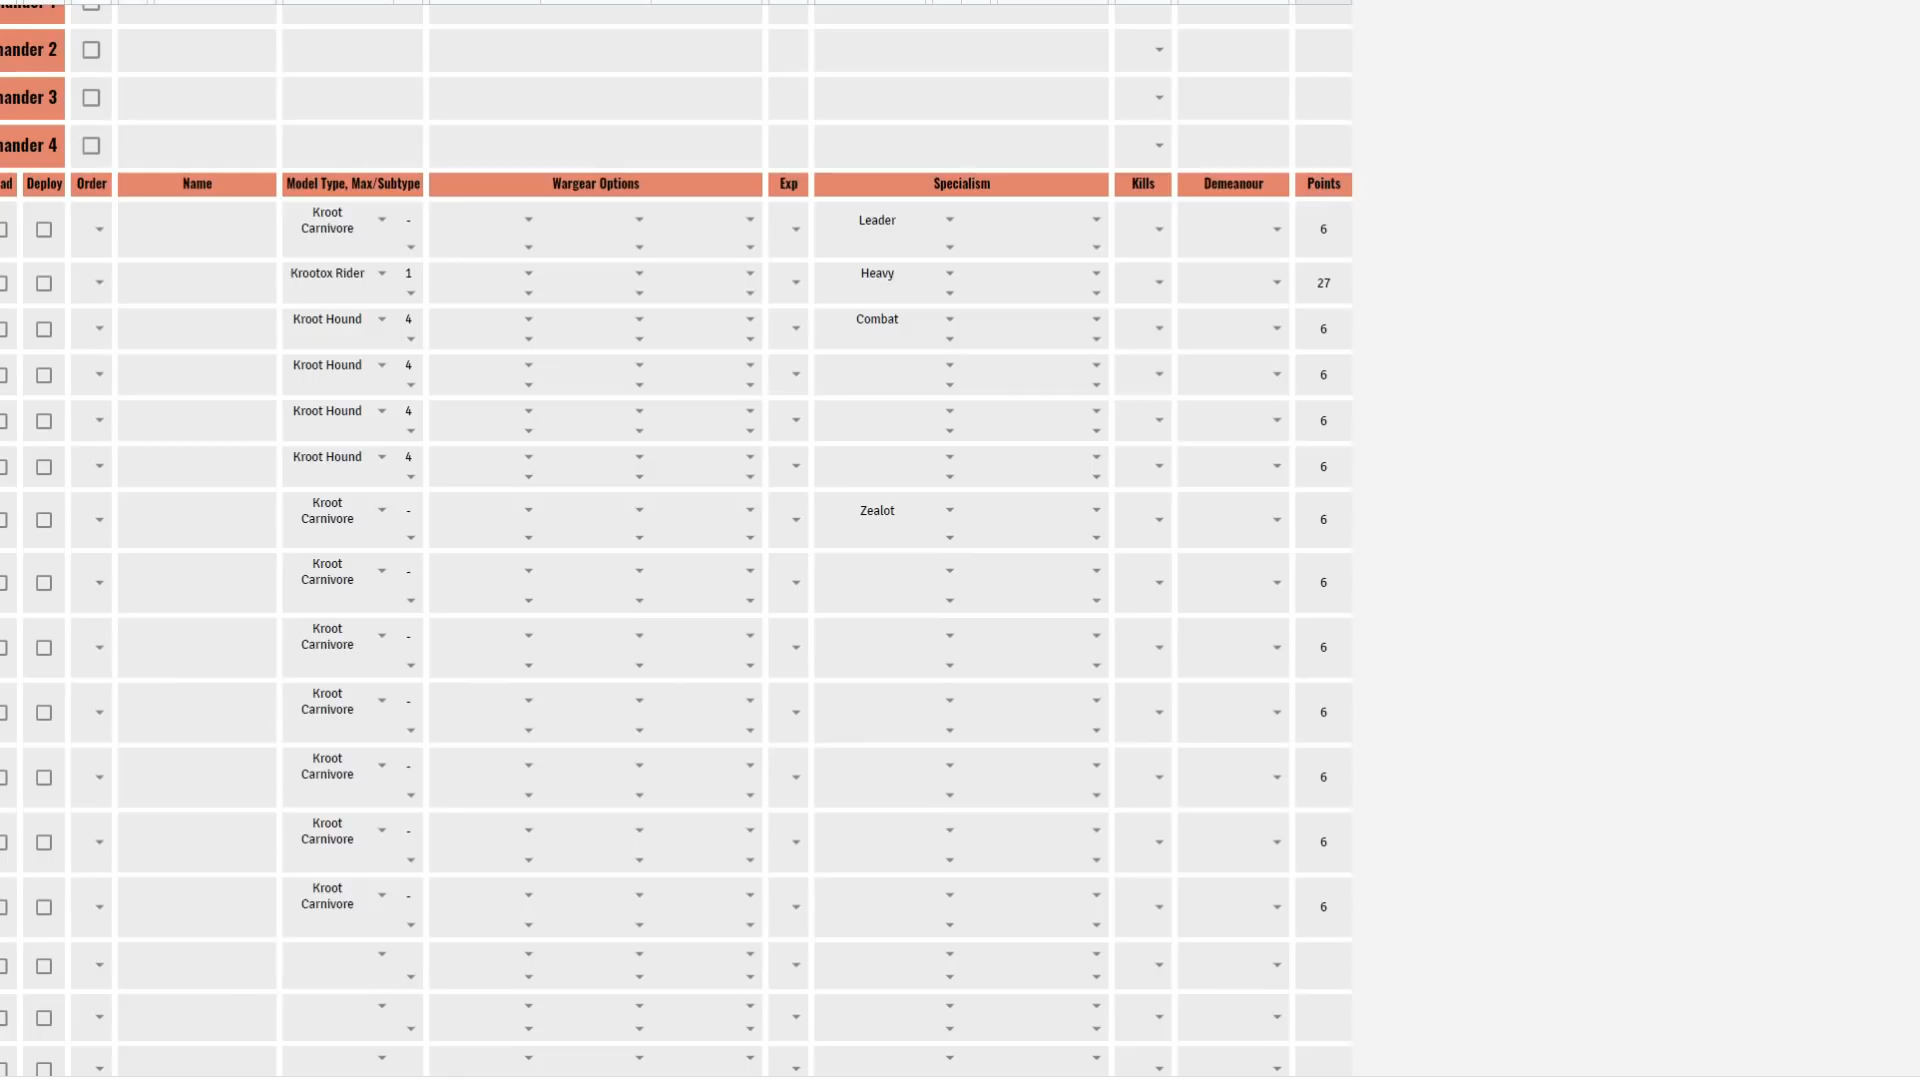 ander 2
ander 3
ander 4
ad Deploy Order Name Model Type, Max/Subtype Wargear Options Exp Specialism Kills Demeanour Points
Kroot
Carnivore - Leader 6
Krootox Rider 1 Heavy 27
Kroot Hound 4 Combat 6
Kroot Hound 4 6
Kroot Hound 4 6
Kroot Hound 4 6
Kroot
Carnivore - Zealot 6
Kroot
Carnivore - 6
Kroot
Carnivore - 6
Kroot
Carnivore - 6
Kroot
Carnivore - 6
Kroot
Carnivore - 6
Kroot
Carnivore - 6